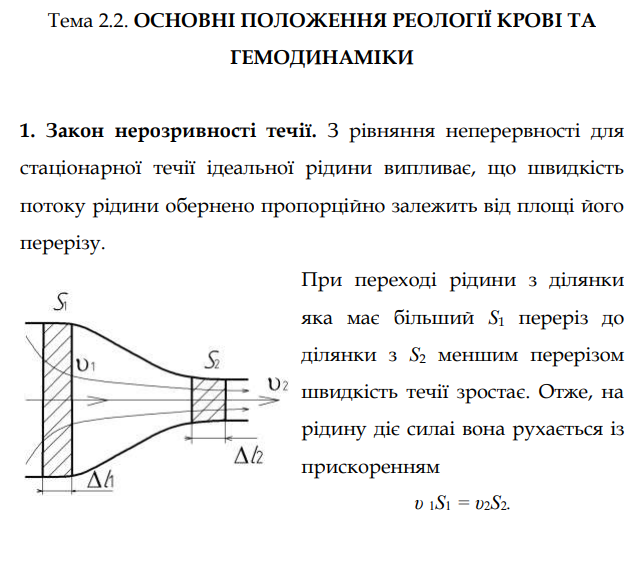 Тема 2.2. ОСНОВНІ ПОЛОЖЕННЯ РЕОЛОГІЇ КРОВІ ТА
ГЕМОДИНАМІКИ
1. Закон нерозривності течії. З рівняння неперервності для
стаціонарної течії ідеальної рідини випливає, що швидкість
потоку рідини обернено пропорційно залежить від площі його
перерізу.
S1
υ1
S2
υ2
Δl2
Δl1
При переході рідини з ділянки
яка має більший S1 переріз до
ділянки з S2 меншим перерізом
швидкість течії зростає. Отже, на
рідину діє силаі вона рухається із
прискоренням
υ 1S1 = υ2S2.